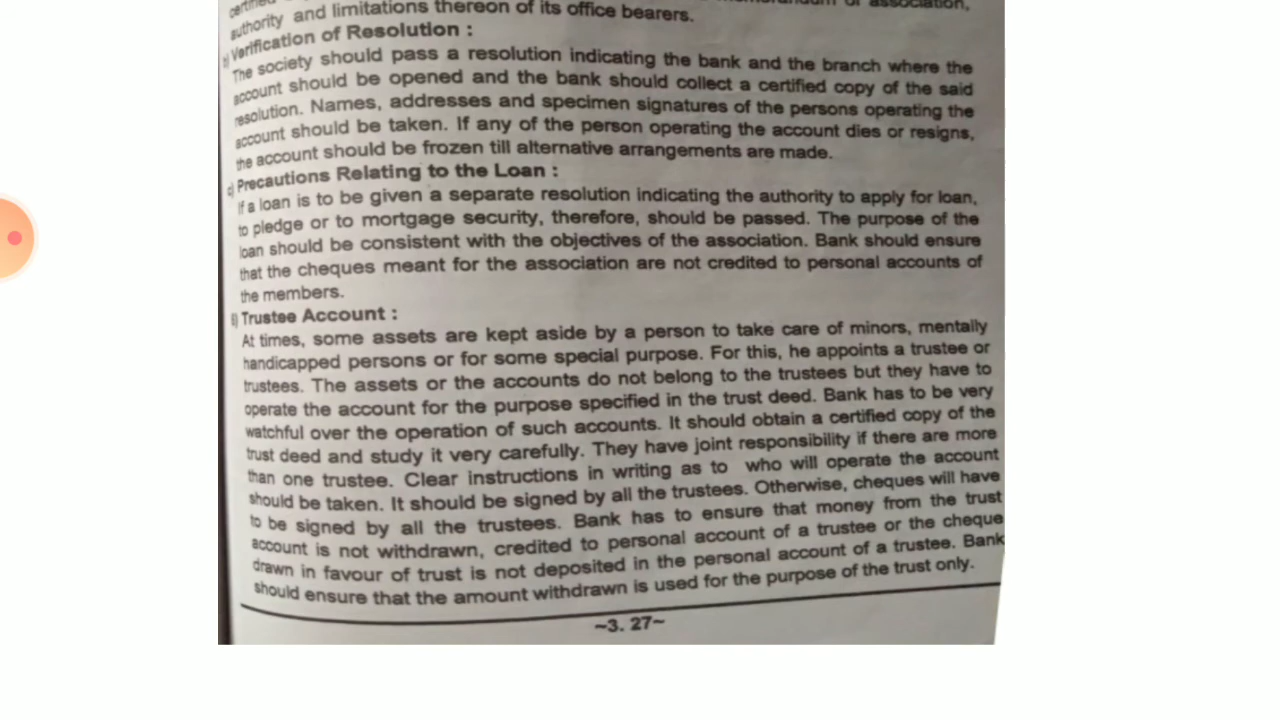 certified
authority and limitations thereon of its office bearers.
Verification of Resolution :
The society should pass a resolution indicating the bank and the branch where the
account should be opened and the bank should collect a certified copy of the said
resolution. Names, addresses and specimen signatures of the persons operating the
account should be taken. If any of the person operating the account dies or resigns,
the account should be frozen till alternative arrangements are made.
c) Precautions Relating to the Loan :
If a loan is to be given a separate resolution indicating the authority to apply for loan,
to pledge or to mortgage security, therefore, should be passed. The purpose of the
loan should be consistent with the objectives of the association. Bank should ensure
that the cheques meant for the association are not credited to personal accounts of
the members.
Trustee Account :
At times, some assets are kept aside by a person to take care of minors, mentally
handicapped persons or for some special purpose. For this, he appoints a trustee or
trustees. The assets or the accounts do not belong to the trustees but they have to
operate the account for the purpose specified in the trust deed. Bank has to be very
watchful over the operation of such accounts. It should obtain a certified copy of the
trust deed and study it very carefully. They have joint responsibility if there are more
than one trustee. Clear instructions in writing as to who will operate the account
should be taken. It should be signed by all the trustees. Otherwise, cheques will have
to be signed by all the trustees. Bank has to ensure that money from the trust
account is not withdrawn, credited to personal account of a trustee or the cheque
drawn in favour of trust is not deposited in the personal account of a trustee. Bank
should ensure that the amount withdrawn is used for the purpose of the trust only.
~3. 27~